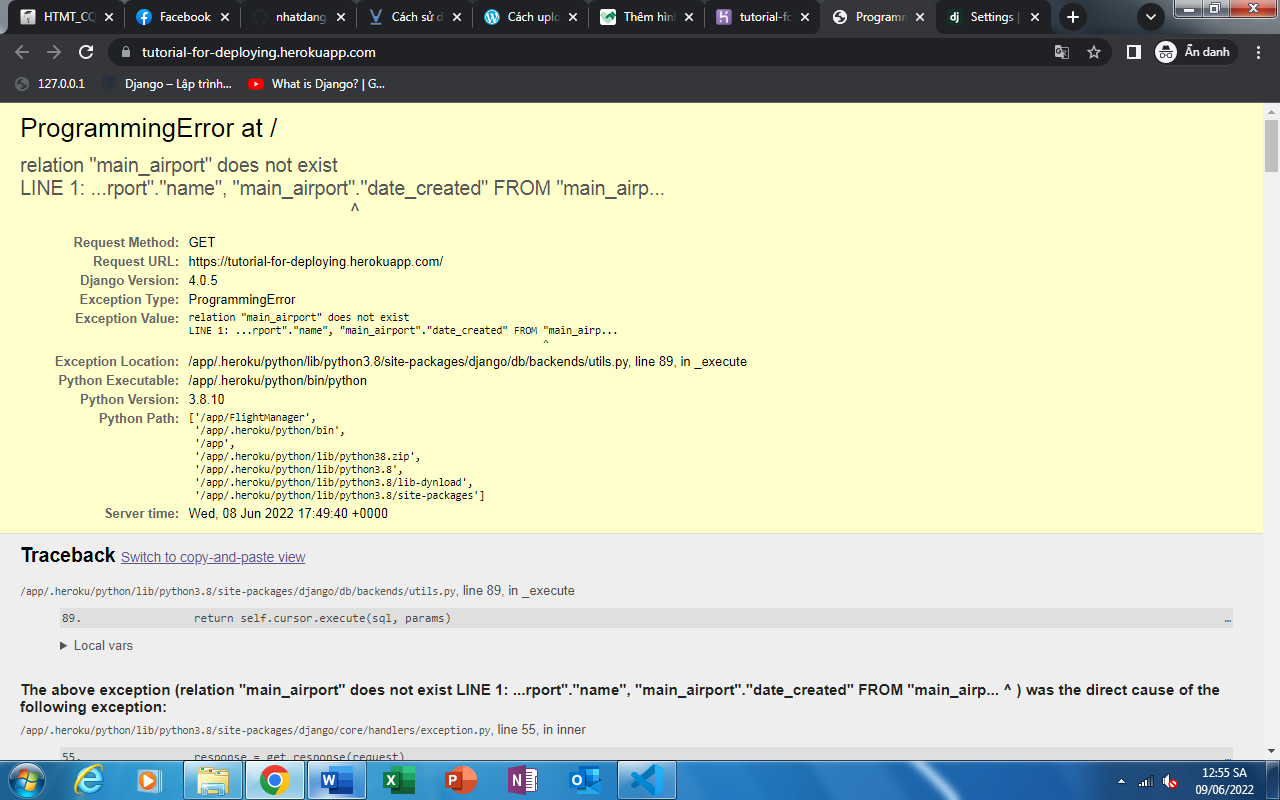 HTMT_CQ
Facebook
nhatdang
Cách sử d
Cách uplo
Thêm hìn
tutorial-fo
Programm
Settings |
tutorial-for-deploying.herokuapp.com
Ẩn danh
127.0.0.1
Django – Lập trình...
What is Django? | G...
ProgrammingError at /
relation "main_airport" does not exist
LINE 1: ...rport"."name", "main_airport"."date_created" FROM "main_airp...
^
Request Method: GET
Request URL: https://tutorial-for-deploying.herokuapp.com/
Django Version: 4.0.5
Exception Type: ProgrammingError
Exception Value: relation "main_airport" does not exist
LINE 1: ...rport"."name", "main_airport"."date_created" FROM "main_airp...
^
Exception Location: /app/.heroku/python/lib/python3.8/site-packages/django/db/backends/utils.py, line 89, in _execute
Python Executable: /app/.heroku/python/bin/python
Python Version: 3.8.10
Python Path: ['/app/FlightManager',
'/app/.heroku/python/bin',
'/app',
'/app/.heroku/python/lib/python38.zip',
'/app/.heroku/python/lib/python3.8',
'/app/.heroku/python/lib/python3.8/lib-dynload',
'/app/.heroku/python/lib/python3.8/site-packages']
Server time: Wed, 08 Jun 2022 17:49:40 +0000
Traceback Switch to copy-and-paste view
/app/.heroku/python/lib/python3.8/site-packages/django/db/backends/utils.py, line 89, in _execute
89. return self.cursor.execute(sql, params) …
Local vars
The above exception (relation "main_airport" does not exist LINE 1: ...rport"."name", "main_airport"."date_created" FROM "main_airp... ^ ) was the direct cause of the
following exception:
/app/.heroku/python/lib/python3.8/site-packages/django/core/handlers/exception.py, line 55, in inner
55. response = get_response(request) …
12:55 SA
09/06/2022